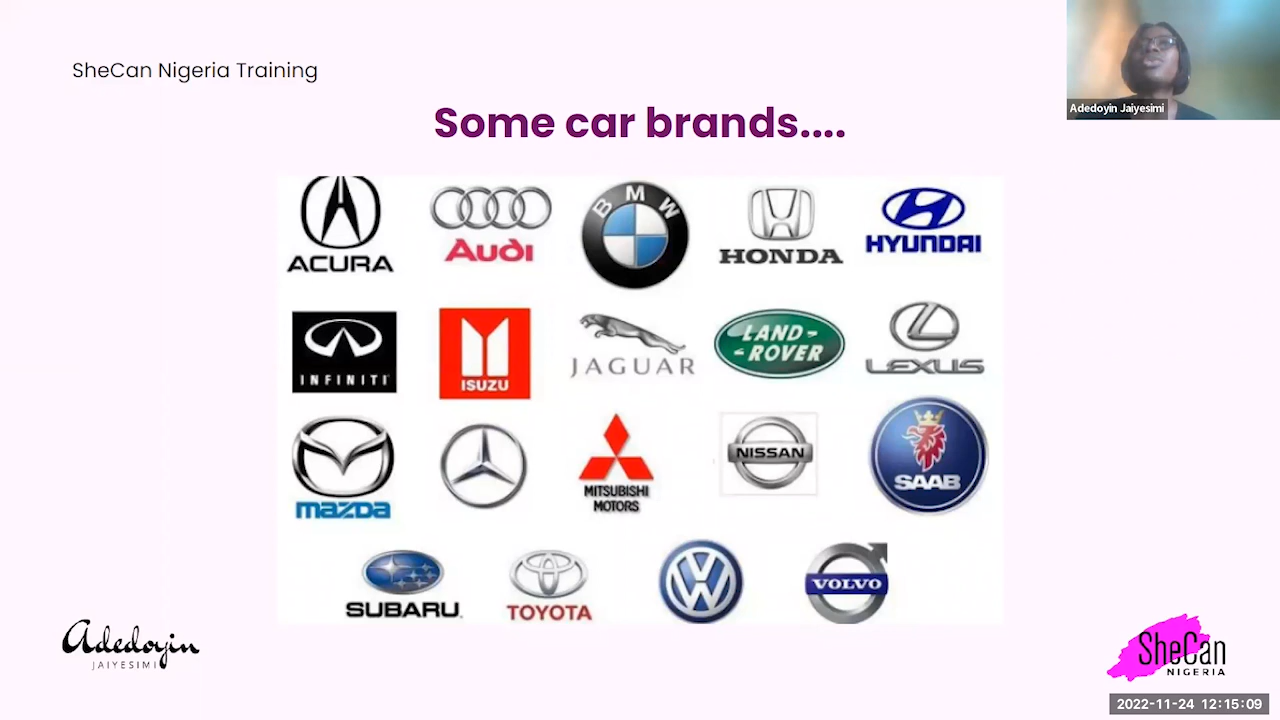 SheCan Nigeria Training
Adedoyin Jaiyesimi
Some car brands....
ACURA
Audi
BMW
HONDA
HYUNDAI
INFINITI
ISUZU
JAGUAR
LAND-
-ROVER
LEXUS
mazda
MITSUBISHI
MOTORS
NISSAN
SAAB
SUBARU
TOYOTA
VW
VOLVO
Adedoyin
JAIYESIMI
SheCan
NIGERIA
2022-11-24 12:15:09